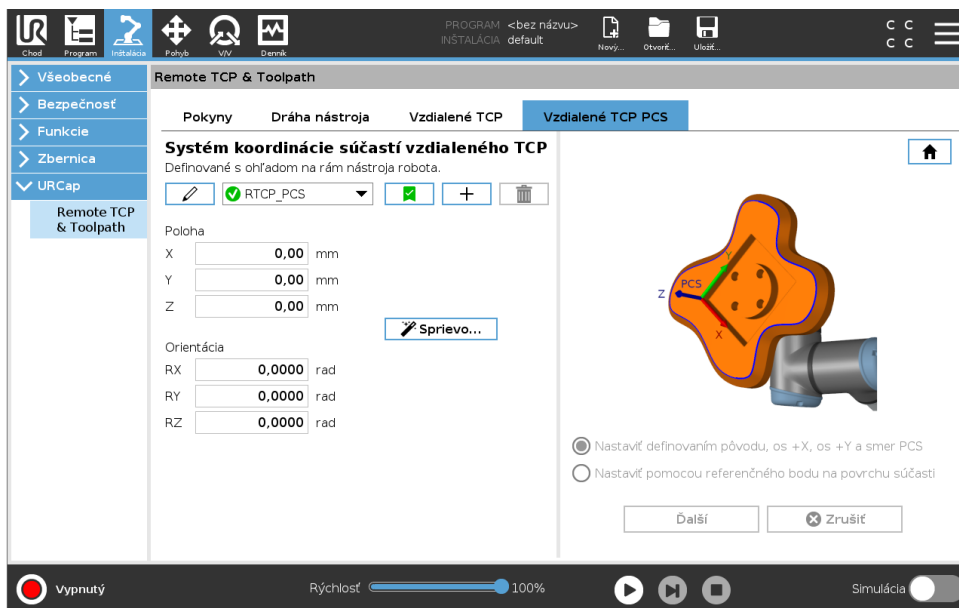 PROGRAM <bez názvu>
INŠTALÁCIA default
Chod
Program
Inštalácia
Pohyb
V/V
Denník
Nový...
Otvoriť...
Uložiť...
C C
C C
Všeobecné
Bezpečnosť
Funkcie
Zbernica
URCap
Remote TCP
& Toolpath
Remote TCP & Toolpath
Pokyny
Dráha nástroja
Vzdialené TCP
Vzdialené TCP PCS
Systém koordinácie súčastí vzdialeného TCP
Definované s ohľadom na rám nástroja robota.
RTCP_PCS
Poloha
X 0,00 mm
Y 0,00 mm
Z 0,00 mm
Sprievo...
Orientácia
RX 0,0000 rad
RY 0,0000 rad
RZ 0,0000 rad
Y
PCS
Z
X
Nastaviť definovaním pôvodu, os +X, os +Y a smer PCS
Nastaviť pomocou referenčného bodu na povrchu súčasti
Ďalší
Zrušiť
Vypnutý
Rýchlosť
100%
Simulácia